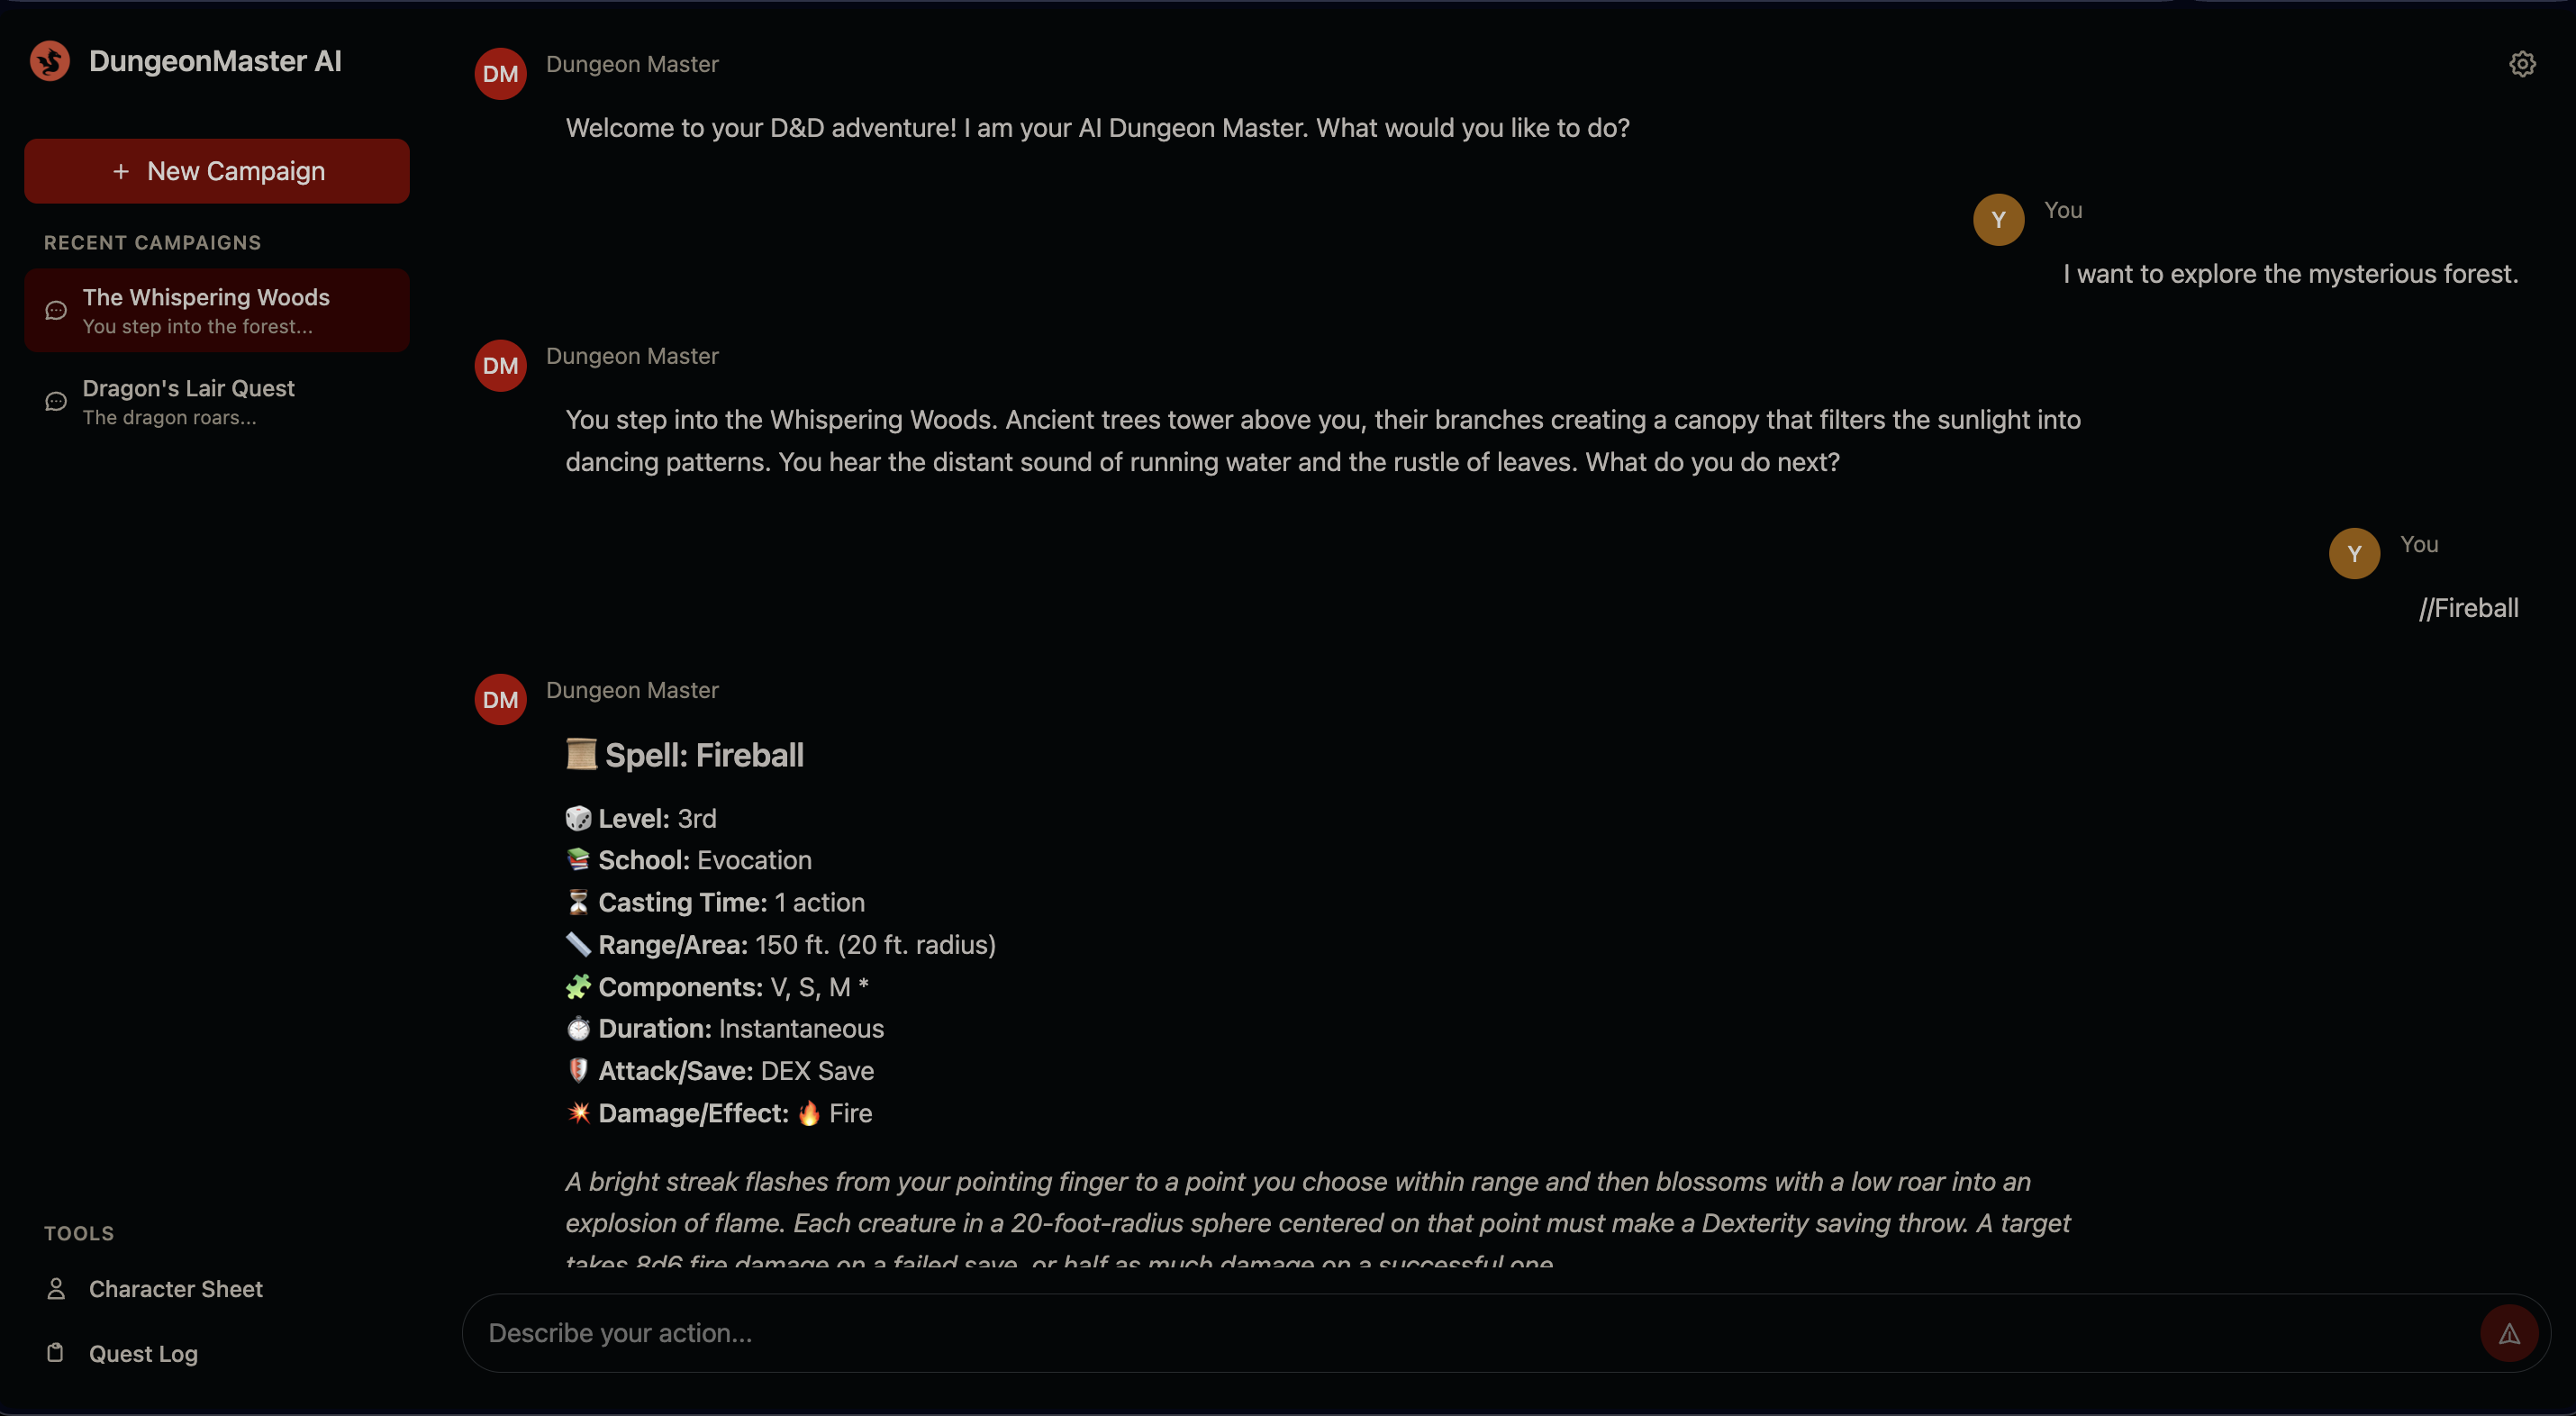 DungeonMaster AI
+ New Campaign
RECENT CAMPAIGNS
The Whispering Woods
You step into the forest...
Dragon's Lair Quest
The dragon roars...
TOOLS
Character Sheet
Quest Log
DM
Dungeon Master
Welcome to your D&D adventure! I am your AI Dungeon Master. What would you like to do?
Y
You
I want to explore the mysterious forest.
DM
Dungeon Master
You step into the Whispering Woods. Ancient trees tower above you, their branches creating a canopy that filters the sunlight into
dancing patterns. You hear the distant sound of running water and the rustle of leaves. What do you do next?
Y
You
//Fireball
DM
Dungeon Master
📜 Spell: Fireball
🎲 Level: 3rd
📚 School: Evocation
⏳ Casting Time: 1 action
📏 Range/Area: 150 ft. (20 ft. radius)
🧩 Components: V, S, M *
⏱️ Duration: Instantaneous
🛡️ Attack/Save: DEX Save
💥 Damage/Effect: 🔥 Fire
A bright streak flashes from your pointing finger to a point you choose within range and then blossoms with a low roar into an
explosion of flame. Each creature in a 20-foot-radius sphere centered on that point must make a Dexterity saving throw. A target
takes 8d6 fire damage on a failed save, or half as much damage on a successful one.
Describe your action...